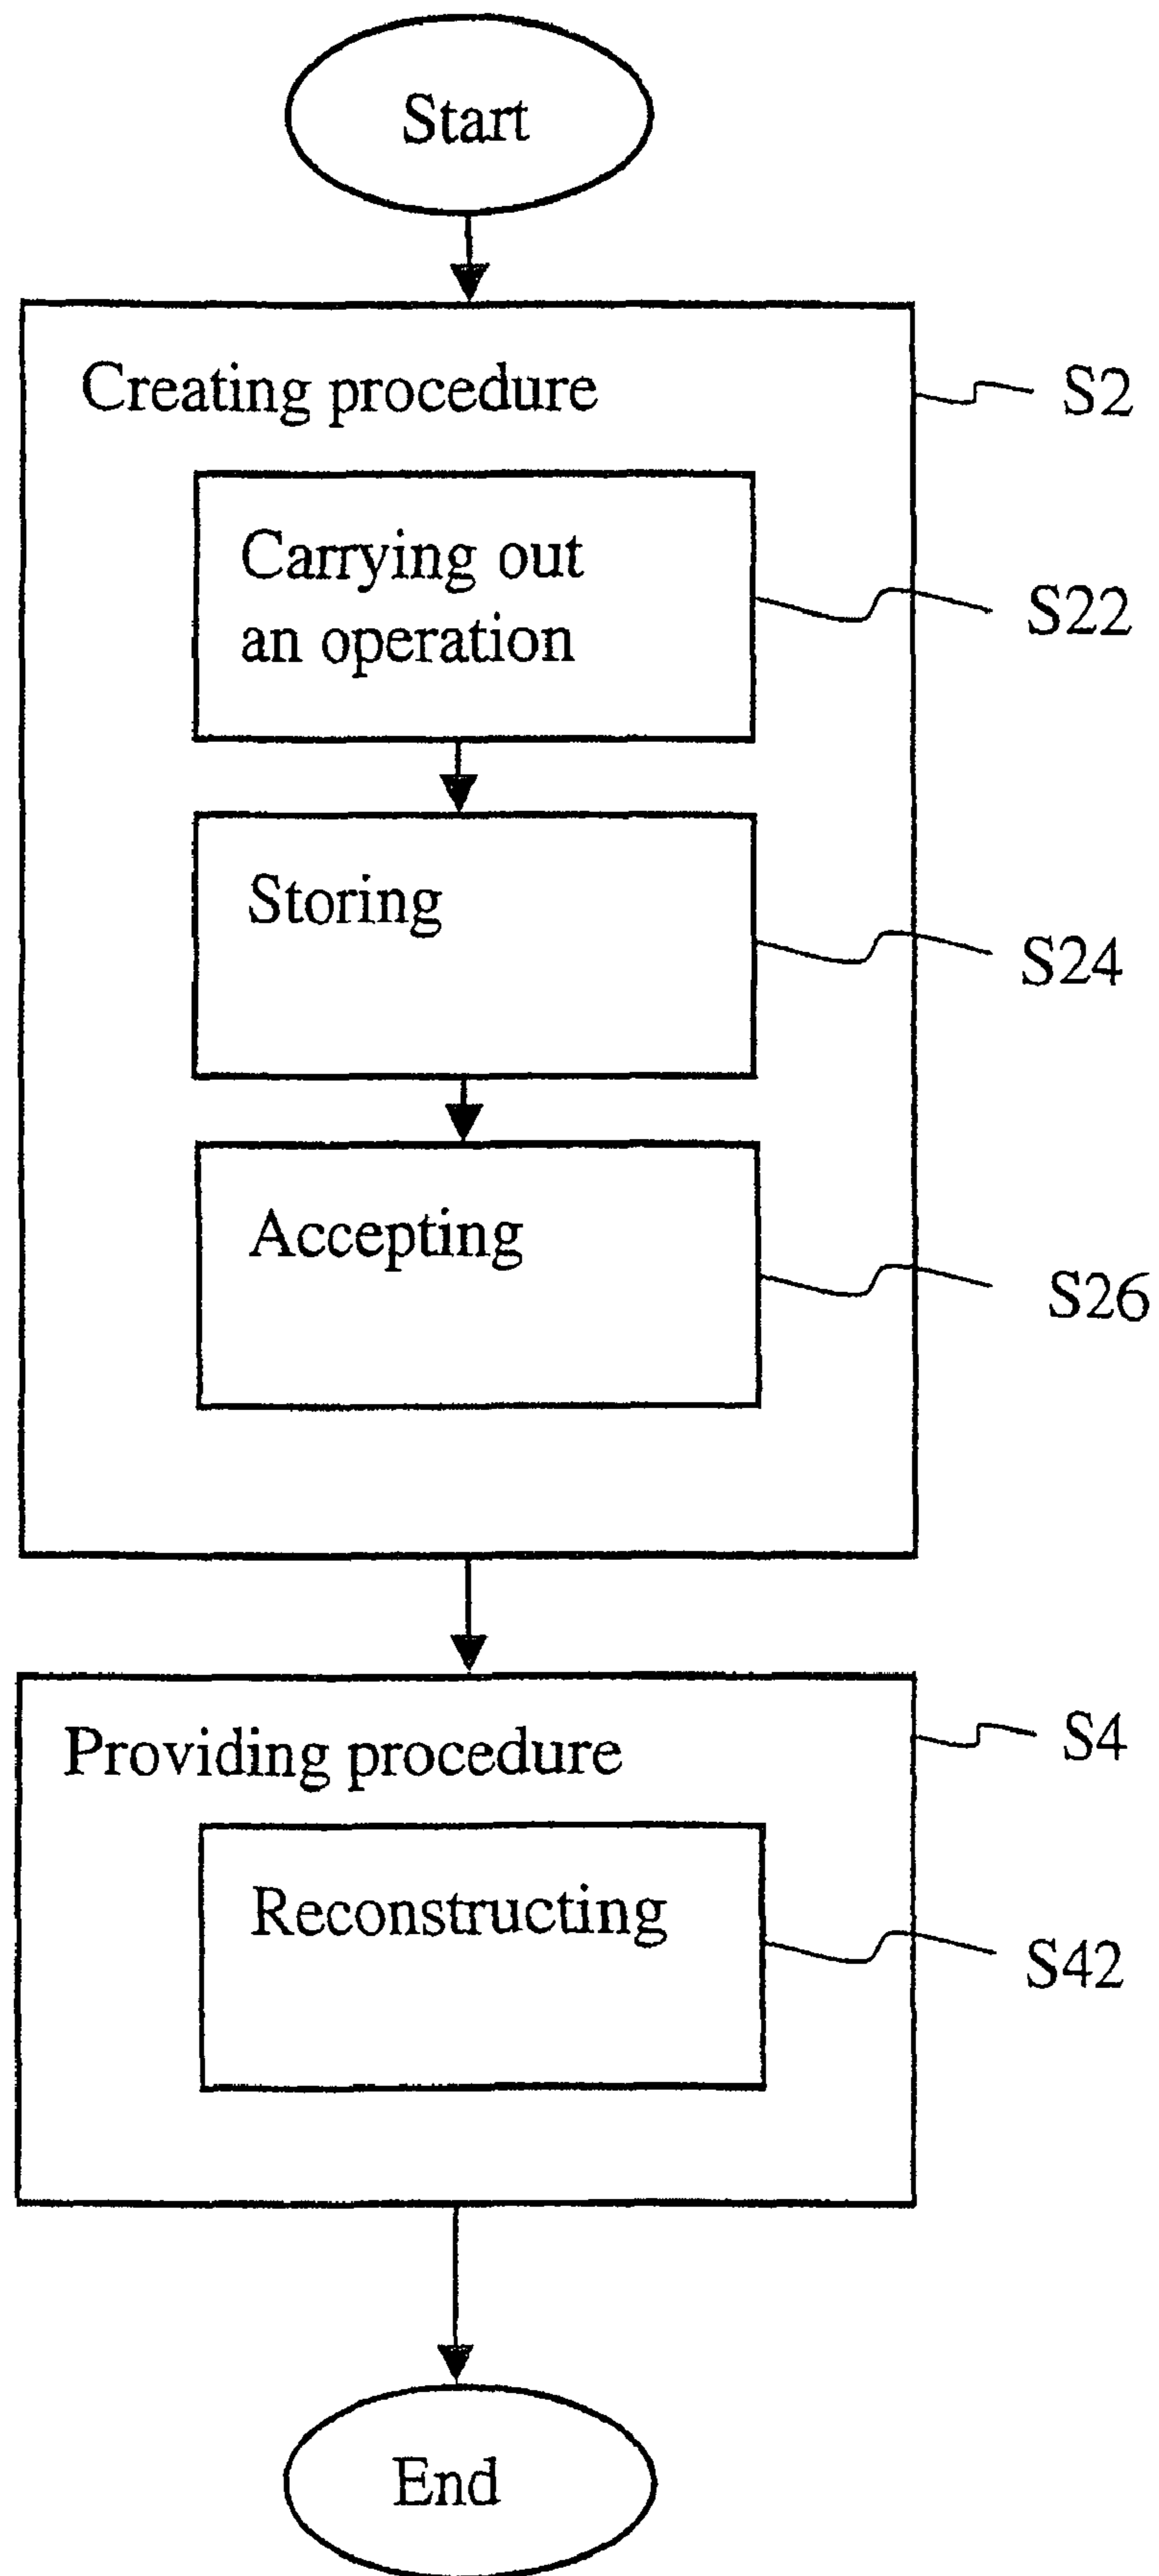 Start
Creating procedure
S2
Carrying out
an operation
S22
Storing
S24
Accepting
S26
Providing procedure
S4
Reconstructing
S42
End